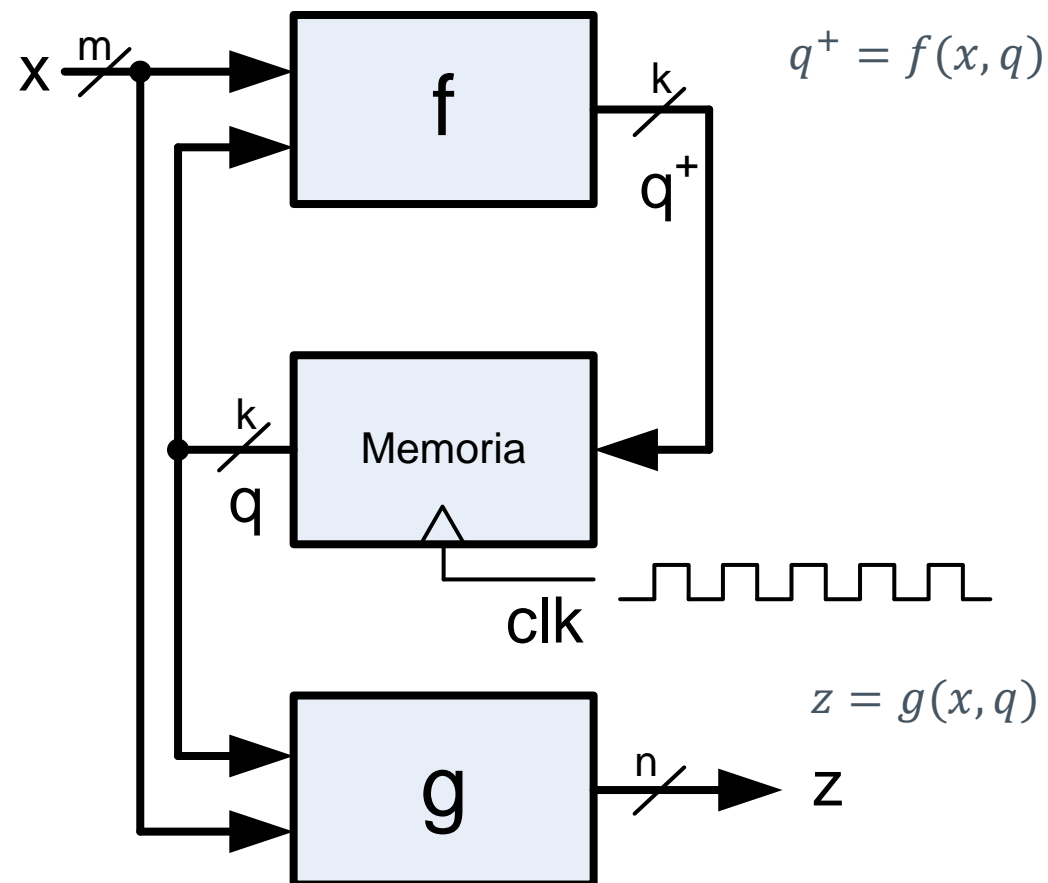 x
m
f
k
q⁺
q⁺ = f(x, q)
k
q
Memoria
clk
z = g(x, q)
g
n
z